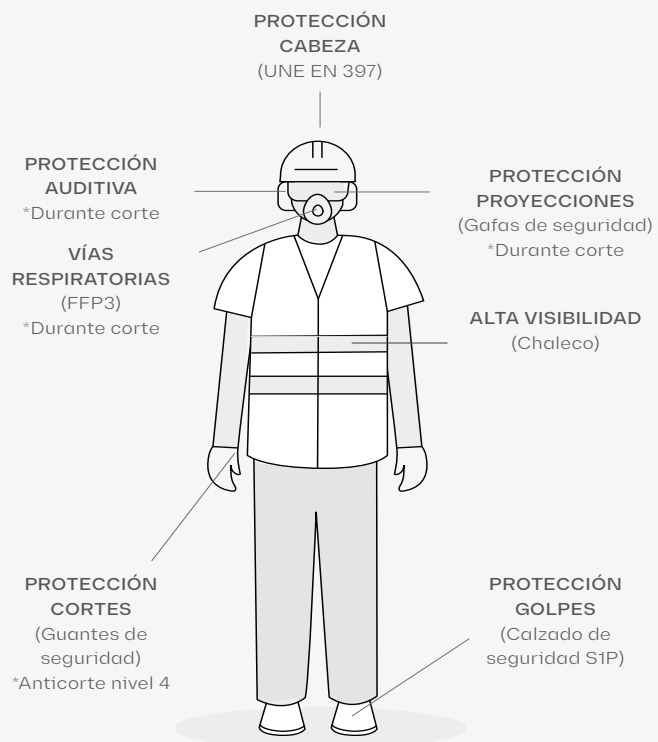 PROTECCIÓN
CABEZA
(UNE EN 397)
PROTECCIÓN
AUDITIVA
*Durante corte
PROTECCIÓN
PROYECCIONES
(Gafas de seguridad)
*Durante corte
VÍAS
RESPIRATORIAS
(FFP3)
*Durante corte
ALTA VISIBILIDAD
(Chaleco)
PROTECCIÓN
CORTES
(Guantes de
seguridad)
*Anticorte nivel 4
PROTECCIÓN
GOLPES
(Calzado de
seguridad S1P)